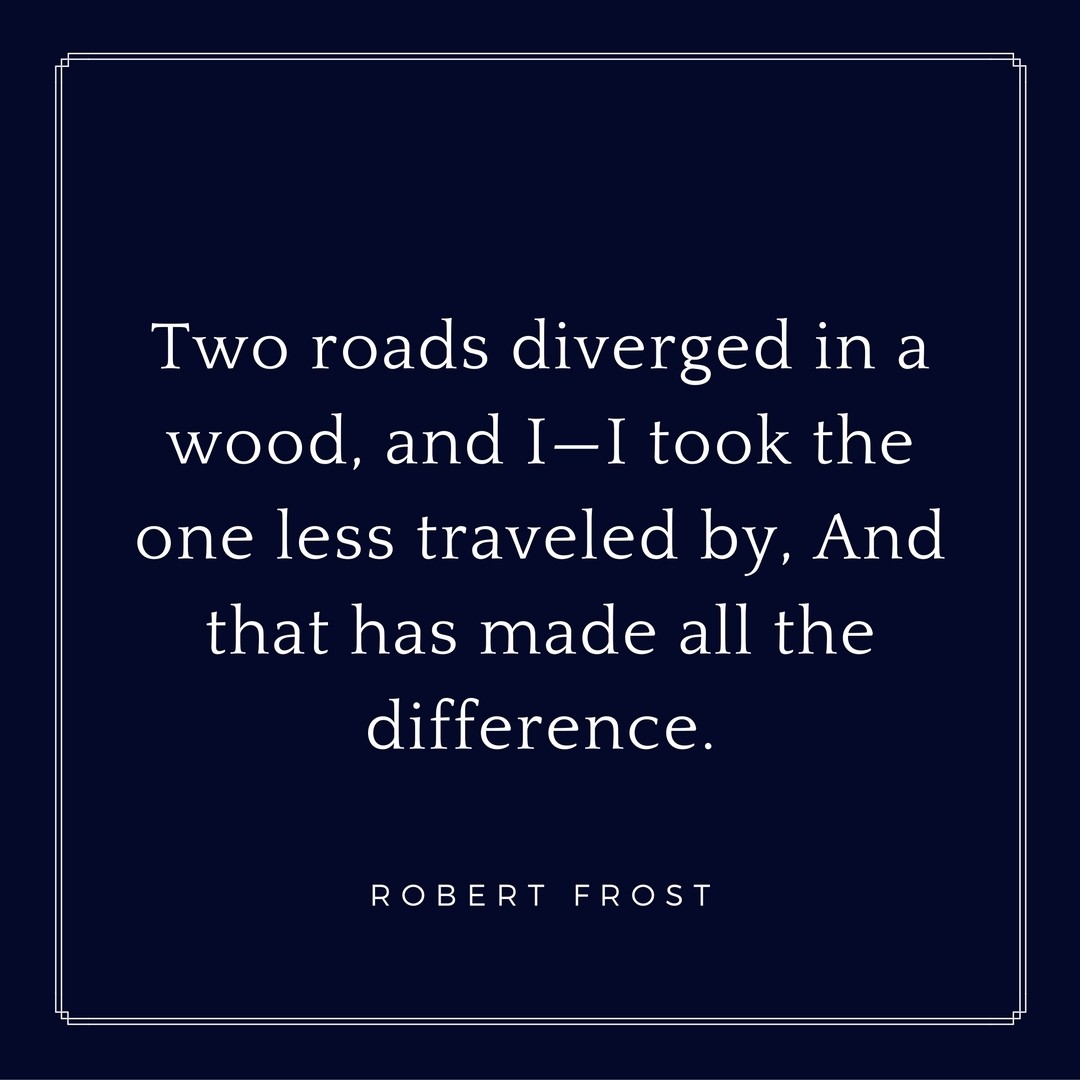 Two roads diverged in a
wood, and I—I took the
one less traveled by, And
that has made all the
difference.
ROBERT FROST